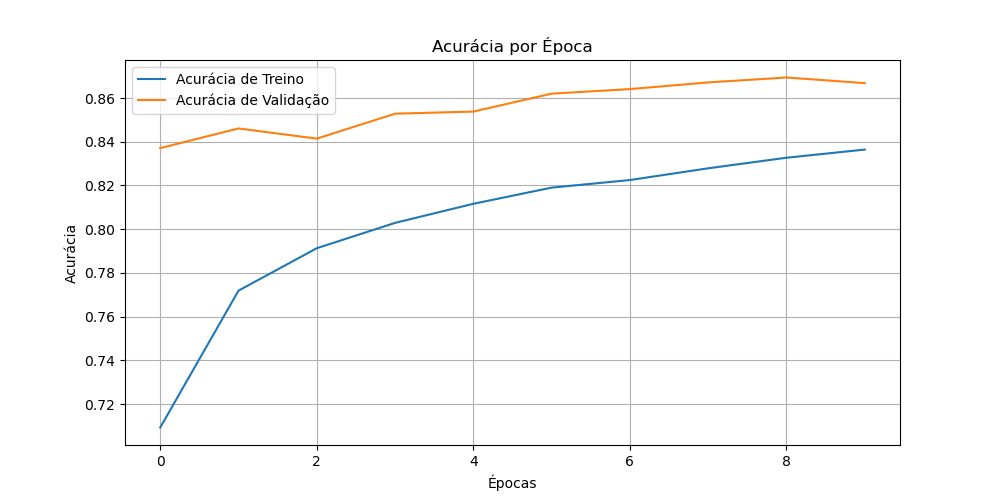 Acurácia por Época
Acurácia de Treino
Acurácia de Validação
0.86
0.84
0.82
0.80
0.78
0.76
0.74
0.72
Acurácia
0
2
4
6
8
Épocas